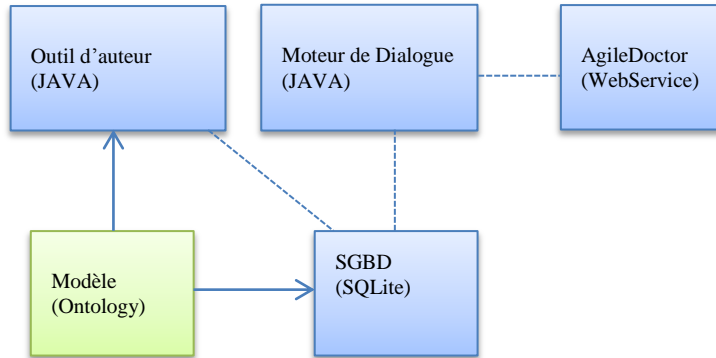 Outil d’auteur
(JAVA)
Moteur de Dialogue
(JAVA)
AgileDoctor
(WebService)
Modèle
(Ontology)
SGBD
(SQLite)